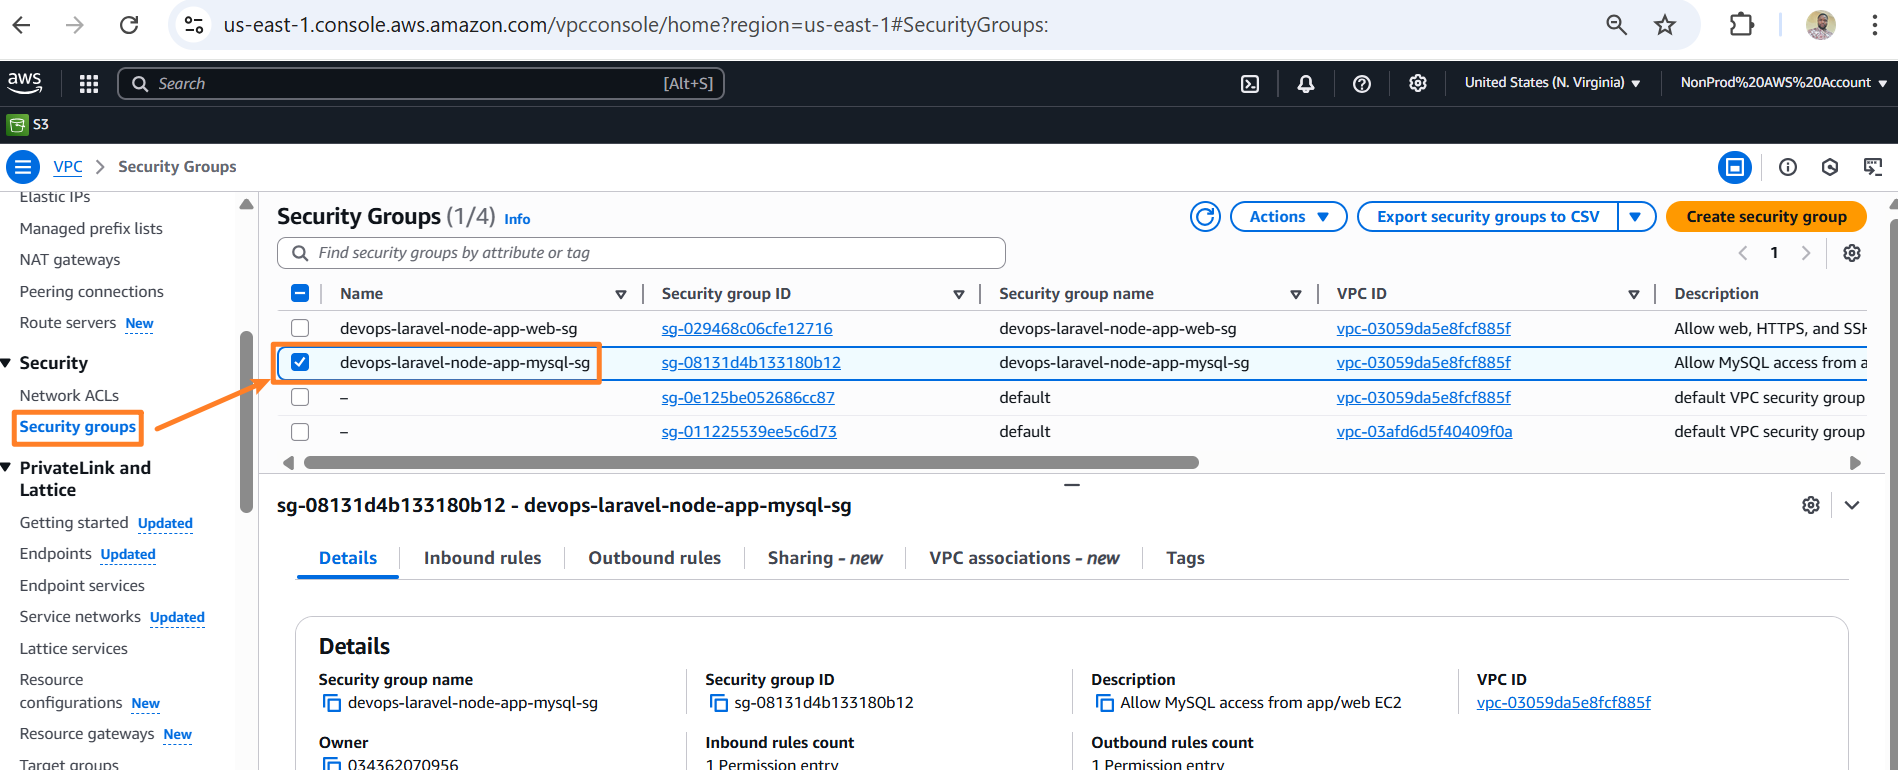 us-east-1.console.aws.amazon.com/vpcconsole/home?region=us-east-1#SecurityGroups:
aws Search [Alt+S] United States (N. Virginia) NonProd%20AWS%20Account
S3
VPC Security Groups
Elastic IPs
Managed prefix lists
NAT gateways
Peering connections
Route servers New
Security
Network ACLs
Security groups
PrivateLink and
Lattice
Getting started Updated
Endpoints Updated
Endpoint services
Service networks Updated
Lattice services
Resource
configurations New
Resource gateways New
Target groups
Security Groups (1/4) Info Actions Export security groups to CSV Create security group
Find security groups by attribute or tag 1
Name Security group ID Security group name VPC ID Description
devops-laravel-node-app-web-sg sg-029468c06cfe12716 devops-laravel-node-app-web-sg vpc-03059da5e8fcf885f Allow web, HTTPS, and SSH
devops-laravel-node-app-mysql-sg sg-08131d4b133180b12 devops-laravel-node-app-mysql-sg vpc-03059da5e8fcf885f Allow MySQL access from a
– sg-0e125be052686cc87 default vpc-03059da5e8fcf885f default VPC security group
– sg-011225539ee5c6d73 default vpc-03afd6d5f40409f0a default VPC security group
sg-08131d4b133180b12 - devops-laravel-node-app-mysql-sg
Details Inbound rules Outbound rules Sharing - new VPC associations - new Tags
Details
Security group name Security group ID Description VPC ID
devops-laravel-node-app-mysql-sg sg-08131d4b133180b12 Allow MySQL access from app/web EC2 vpc-03059da5e8fcf885f
Owner Inbound rules count Outbound rules count
034362070956 1 Permission entry 1 Permission entry